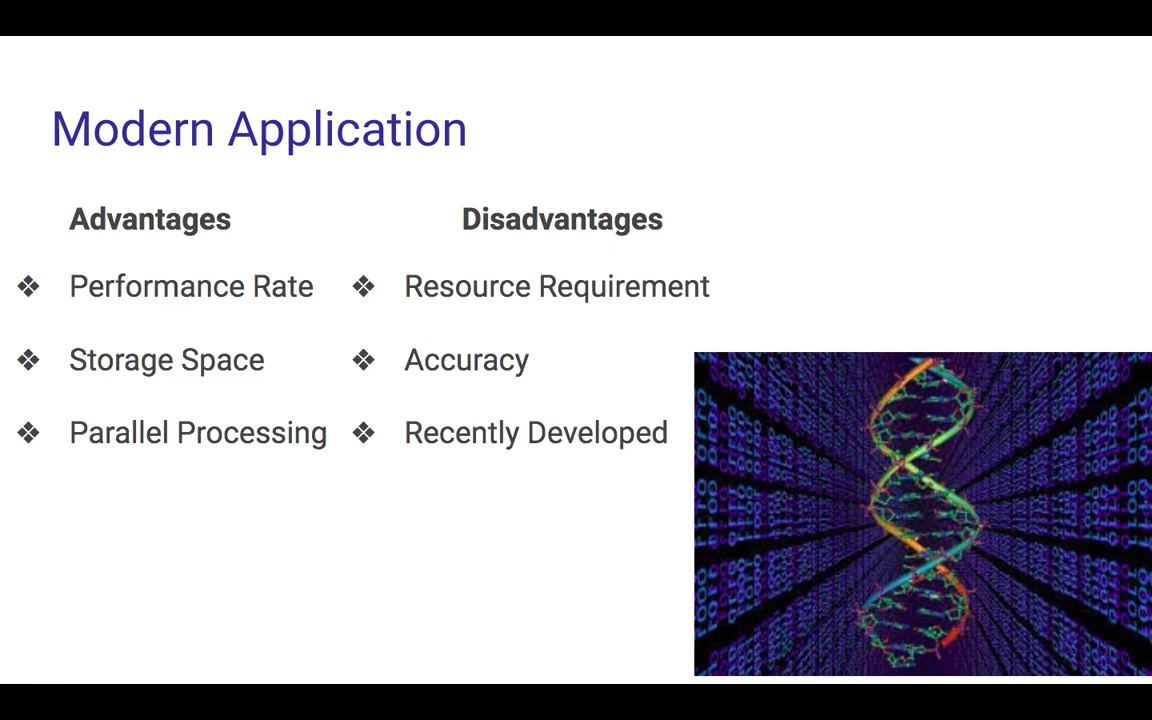 Modern Application
Advantages
❖ Performance Rate
❖ Storage Space
❖ Parallel Processing
Disadvantages
❖ Resource Requirement
❖ Accuracy
❖ Recently Developed